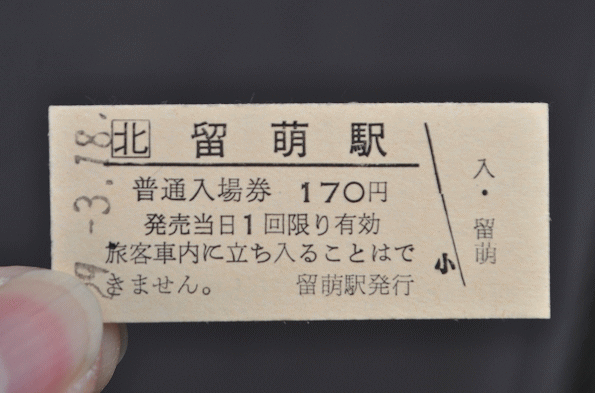 北 留萌駅
普通入場券 170円
発売当日1回限り有効
旅客車内に立ち入ることはで
きません。 留萌駅発行
小
入・留萌
29.-3.18.